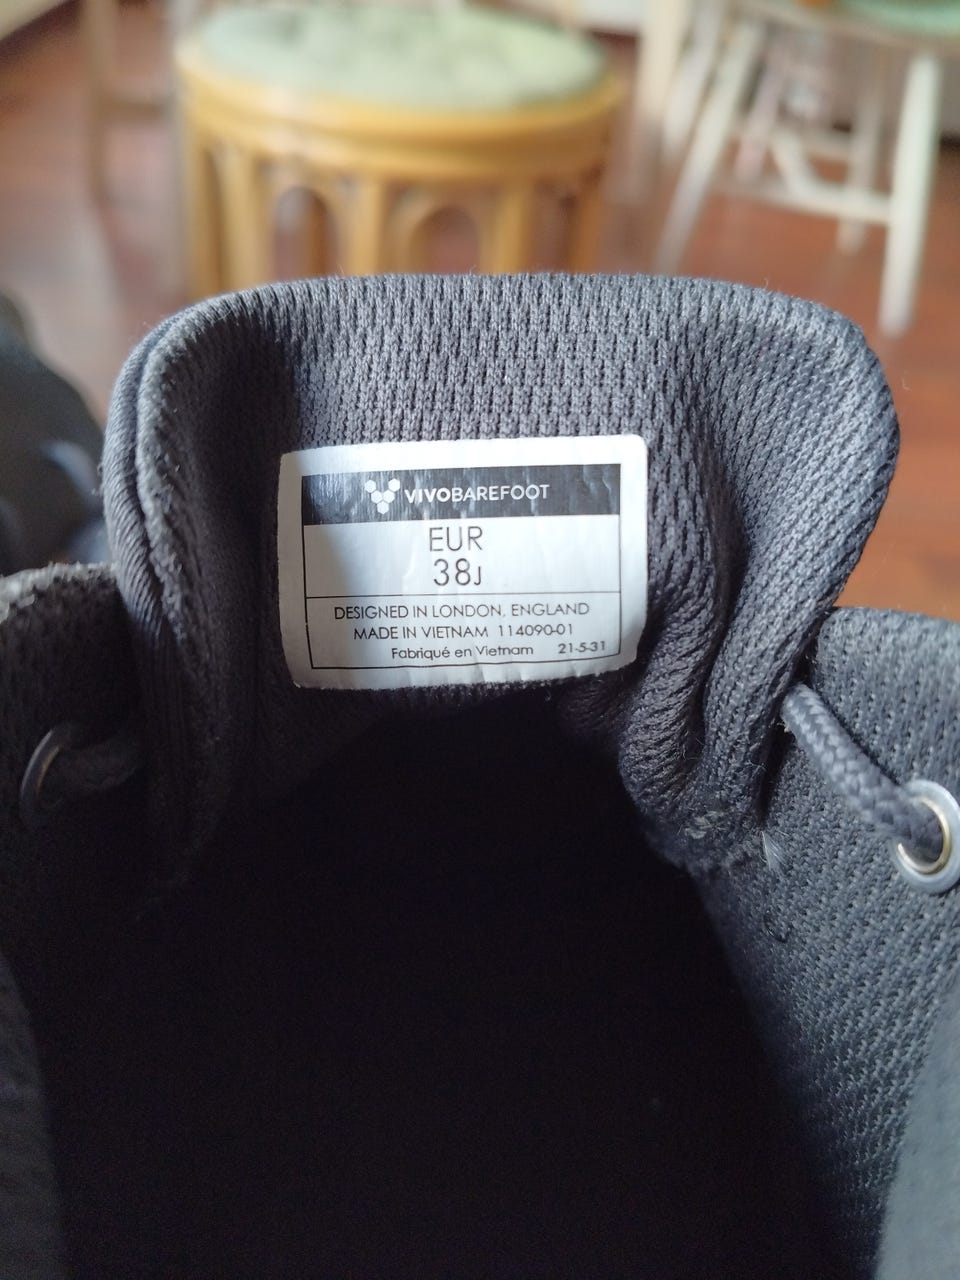 VIVOBAREFOOT
EUR
38J
DESIGNED IN LONDON, ENGLAND
MADE IN VIETNAM 114090-01
Fabriqué en Vietnam 21-5-31